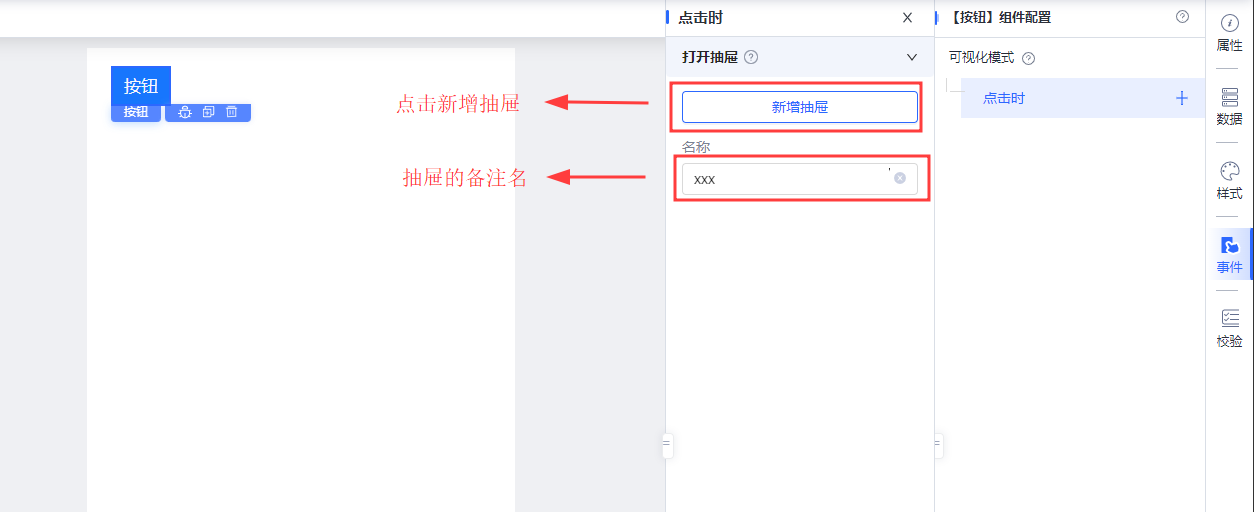 按钮
按钮
点击新增抽屉
抽屉的备注名
点击时
打开抽屉
新增抽屉
名称
xxx
【按钮】组件配置
可视化模式
点击时
属性
数据
样式
事件
校验